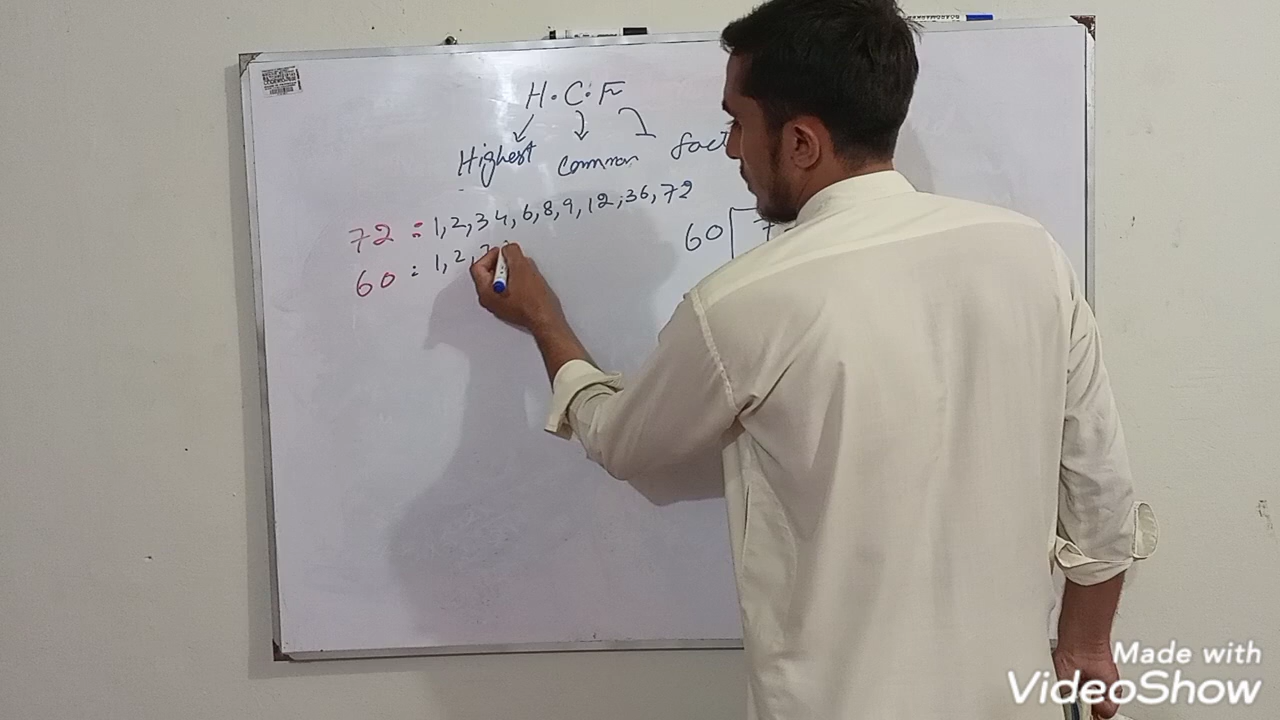 H.C.F
Highest Common fact
72 : 1, 2, 3 4, 6, 8, 9, 12, 36, 72
60 : 1, 2,
60
Made with
VideoShow